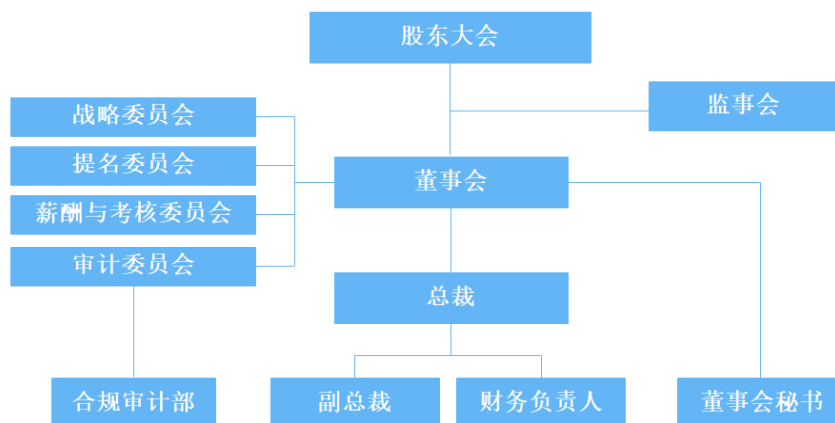 股东大会
监事会
战略委员会
提名委员会
董事会
薪酬与考核委员会
审计委员会
总裁
合规审计部
副总裁
财务负责人
董事会秘书